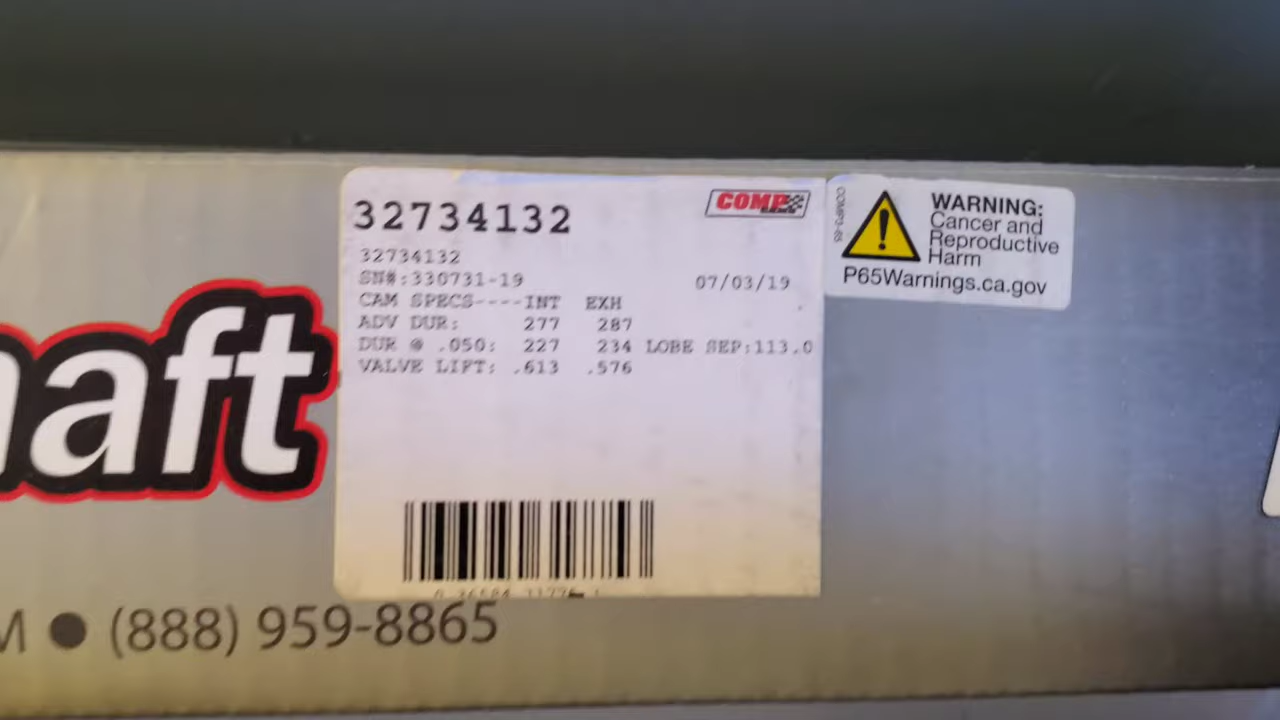 32734132
COMP
32734132
SN#:330731-19 07/03/19
CAM SPECS----INT EXH
ADV DUR: 277 287
DUR @ .050: 227 234 LOBE SEP:113.0
VALVE LIFT: .613 .576
WARNING:
Cancer and
Reproductive
Harm
P65Warnings.ca.gov
aft
M ● (888) 959-8865